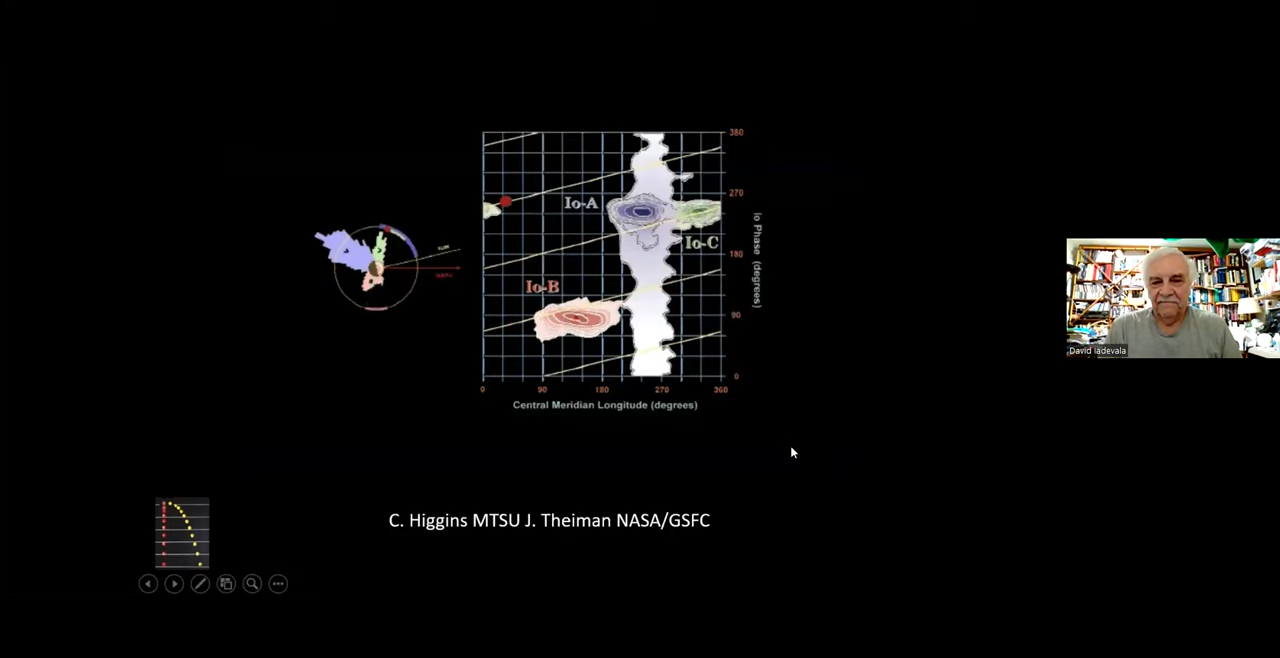 360
270
180
90
0
Io Phase (degrees)
Io-A
Io-C
Io-B
SUN
0 90 180 270 360
Central Meridian Longitude (degrees)
David Iadevala
C. Higgins MTSU J. Theiman NASA/GSFC